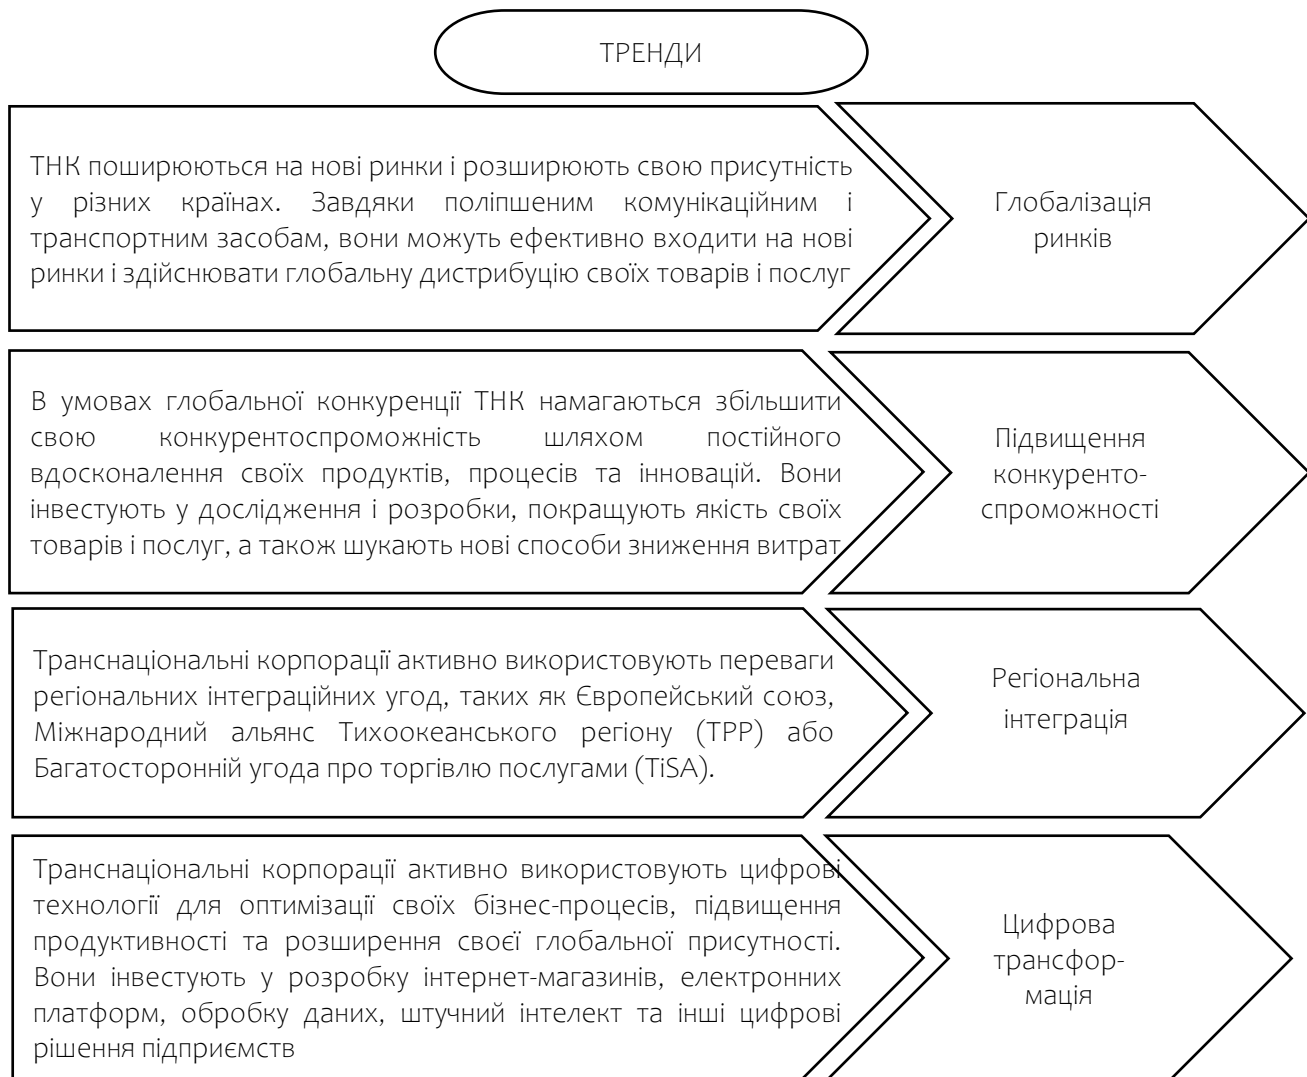 ТРЕНДИ
ТНК поширюються на нові ринки і розширюють свою присутність
у різних країнах. Завдяки поліпшеним комунікаційним і
транспортним засобам, вони можуть ефективно входити на нові
ринки і здійснювати глобальну дистрибуцію своїх товарів і послуг
Глобалізація
ринків
В умовах глобальної конкуренції ТНК намагаються збільшити
свою конкурентоспроможність шляхом постійного
вдосконалення своїх продуктів, процесів та інновацій. Вони
інвестують у дослідження і розробки, покращують якість своїх
товарів і послуг, а також шукають нові способи зниження витрат
Підвищення
конкуренто-
спроможності
Транснаціональні корпорації активно використовують переваги
регіональних інтеграційних угод, таких як Європейський союз,
Міжнародний альянс Тихоокеанського регіону (TPP) або
Багатосторонній угода про торгівлю послугами (TiSA).
Регіональна
інтеграція
Транснаціональні корпорації активно використовують цифрові
технології для оптимізації своїх бізнес-процесів, підвищення
продуктивності та розширення своєї глобальної присутності.
Вони інвестують у розробку інтернет-магазинів, електронних
платформ, обробку даних, штучний інтелект та інші цифрові
рішення підприємств
Цифрова
трансфор-
мація